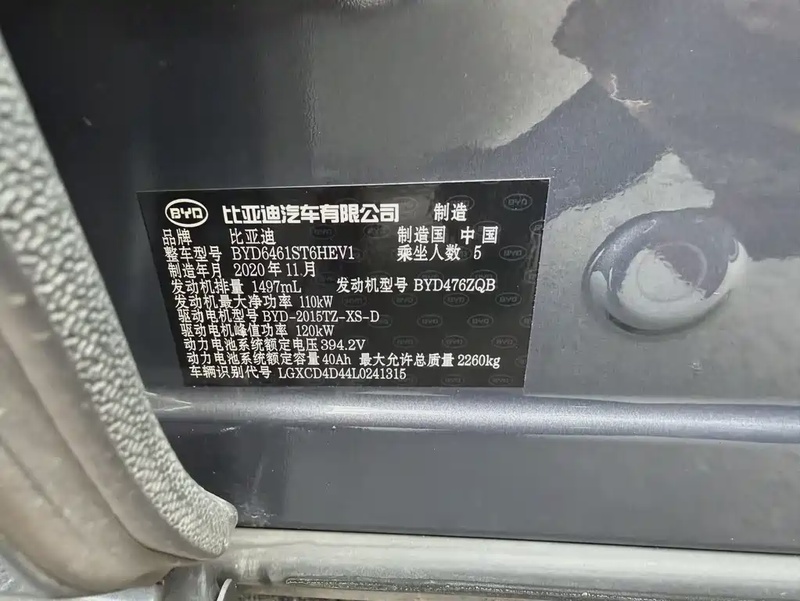 BYD 比亚迪汽车有限公司 制造
品牌 比亚迪 制造国 中国
整车型号 BYD6461ST6HEV1 乘坐人数 5
制造年月 2020年11月
发动机排量 1497mL 发动机型号 BYD476ZQB
发动机最大净功率 110kW
驱动电机型号 BYD-2015TZ-XS-D
驱动电机峰值功率 120kW
动力电池系统额定电压 394.2V
动力电池系统额定容量 40Ah 最大允许总质量 2260kg
车辆识别代号 LGXCD4D44L0241315